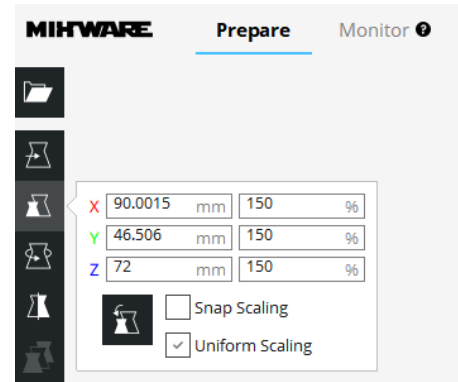 MIHWARE Prepare Monitor ?
X 90.0015 mm 150 %
Y 46.506 mm 150 %
Z 72 mm 150 %
Snap Scaling
Uniform Scaling